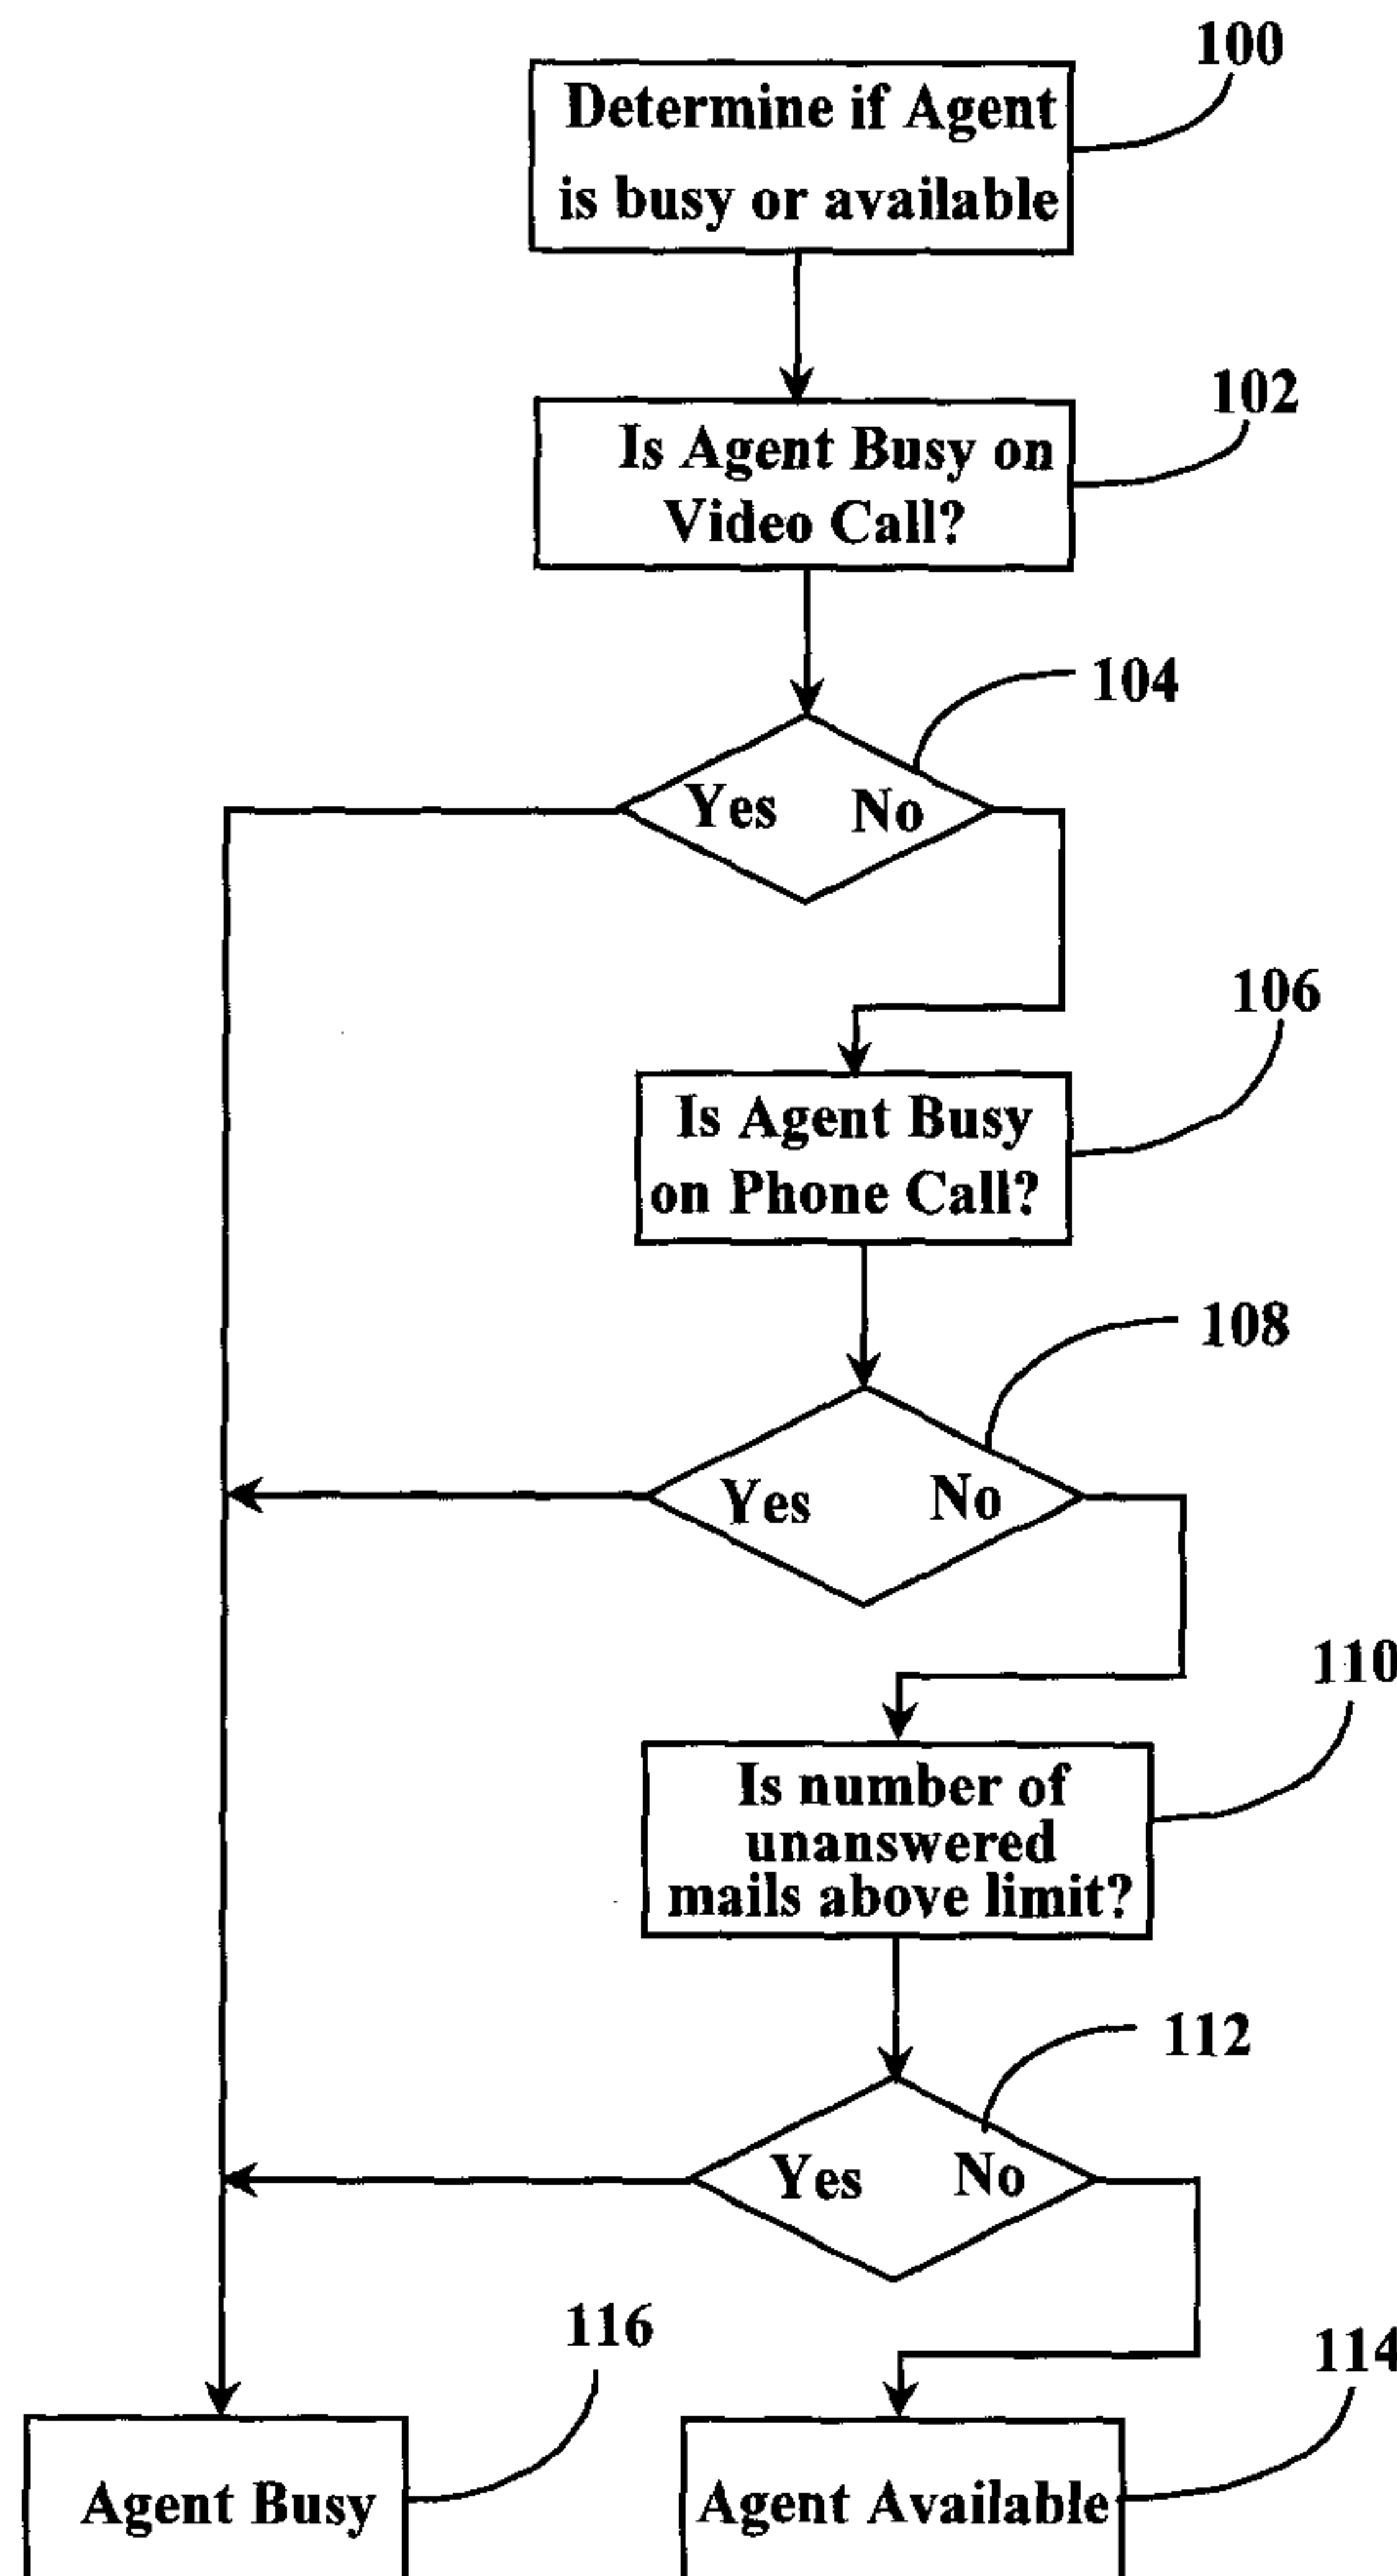 100
Determine if Agent
is busy or available
102
Is Agent Busy on
Video Call?
104
Yes No
106
Is Agent Busy
on Phone Call?
108
Yes No
110
Is number of
unanswered
mails above limit?
112
Yes No
116
114
Agent Busy
Agent Available